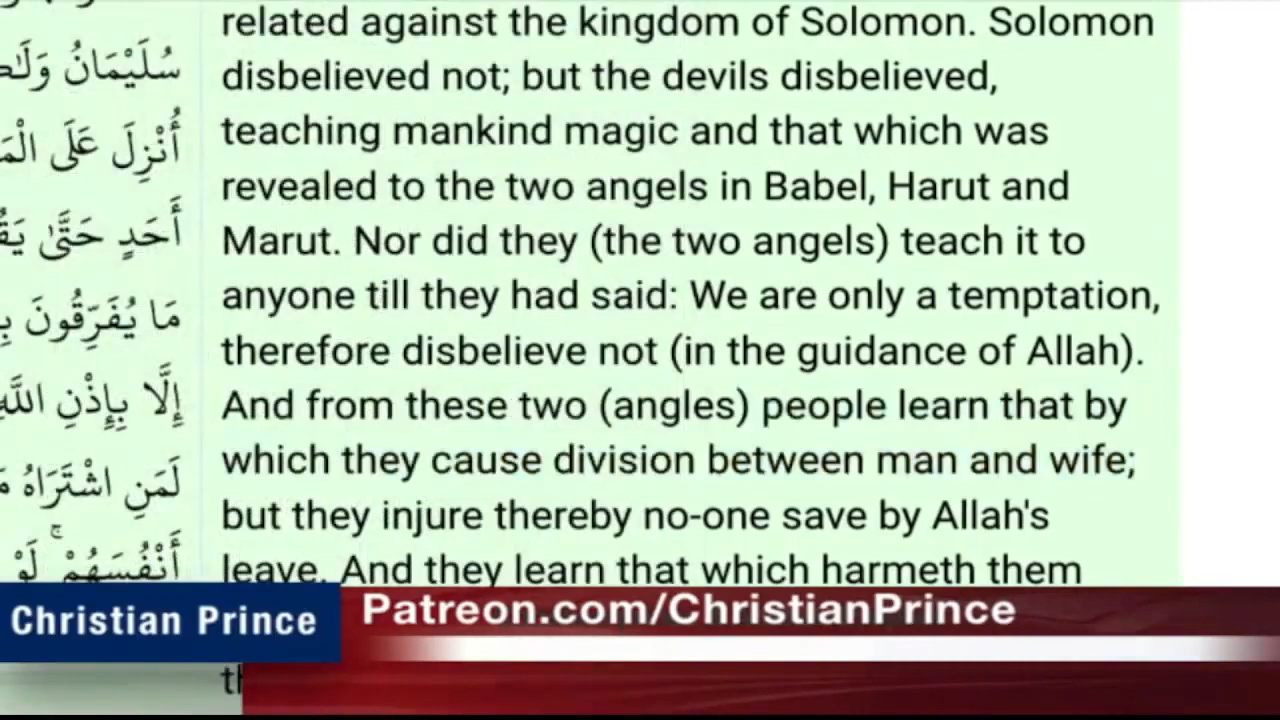 related against the kingdom of Solomon. Solomon
disbelieved not; but the devils disbelieved,
teaching mankind magic and that which was
revealed to the two angels in Babel, Harut and
Marut. Nor did they (the two angels) teach it to
anyone till they had said: We are only a temptation,
therefore disbelieve not (in the guidance of Allah).
And from these two (angles) people learn that by
which they cause division between man and wife;
but they injure thereby no-one save by Allah's
leave. And they learn that which harmeth them
سُلَيْمَانُ
أُنْزِلَ عَلَى
أَحَدٍ حَتَّىٰ
مَا يُفَرِّقُونَ
إِلَّا بِإِذْنِ اللَّهِ
لَمَنِ اشْتَرَاهُ
أَنْفُسَهُمْ ۚ لَوْ
Christian Prince
Patreon.com/ChristianPrince